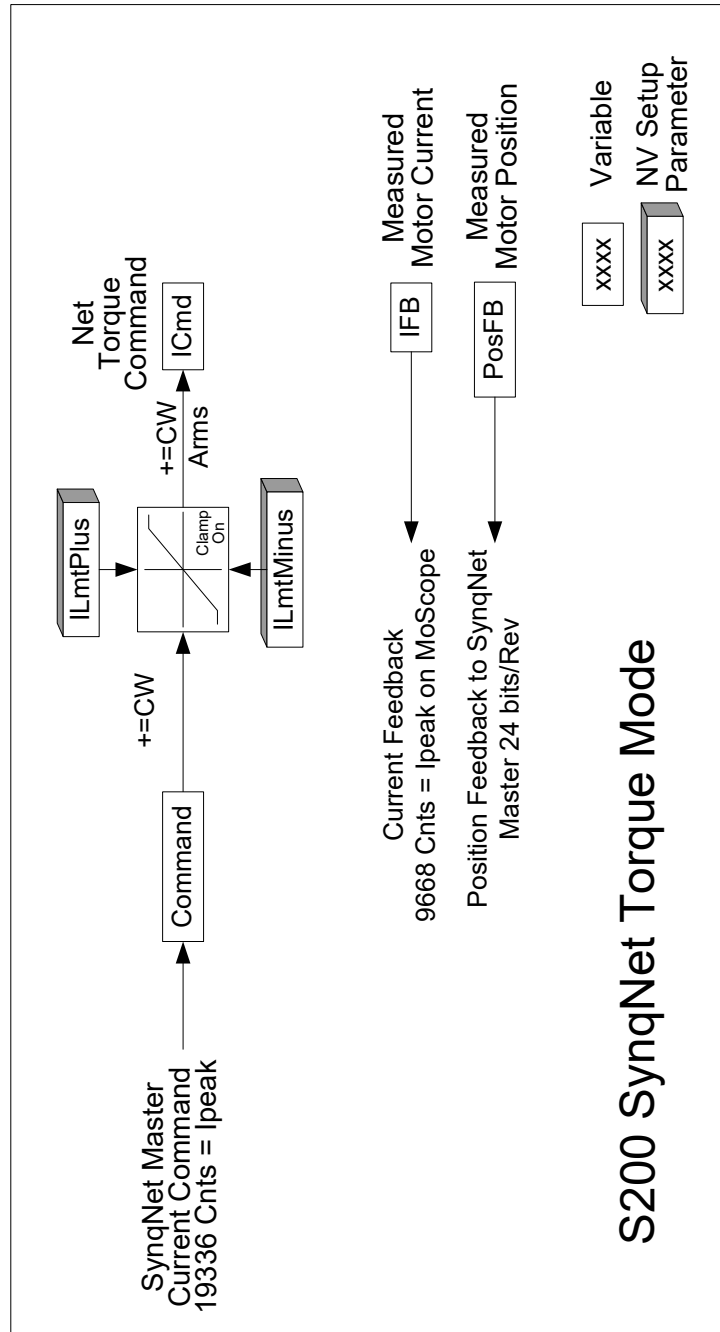 SynqNet Master
Current Command
19336 Cnts = Ipeak
Command
+=CW
ILmtPlus
Clamp
On
ILmtMinus
+=CW
Arms
Net
Torque
Command
ICmd
Current Feedback
9668 Cnts = Ipeak on MoScope
IFB
Measured
Motor Current
Position Feedback to SynqNet
Master 24 bits/Rev
PosFB
Measured
Motor Position
S200 SynqNet Torque Mode
xxxx
Variable
xxxx
NV Setup
Parameter